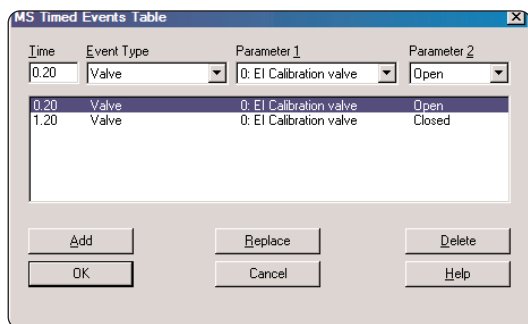 MS Timed Events Table
Time Event Type Parameter 1 Parameter 2
0.20 Valve 0: EI Calibration valve Open
0.20 Valve 0: EI Calibration valve Open
1.20 Valve 0: EI Calibration valve Closed
Add Replace Delete
OK Cancel Help